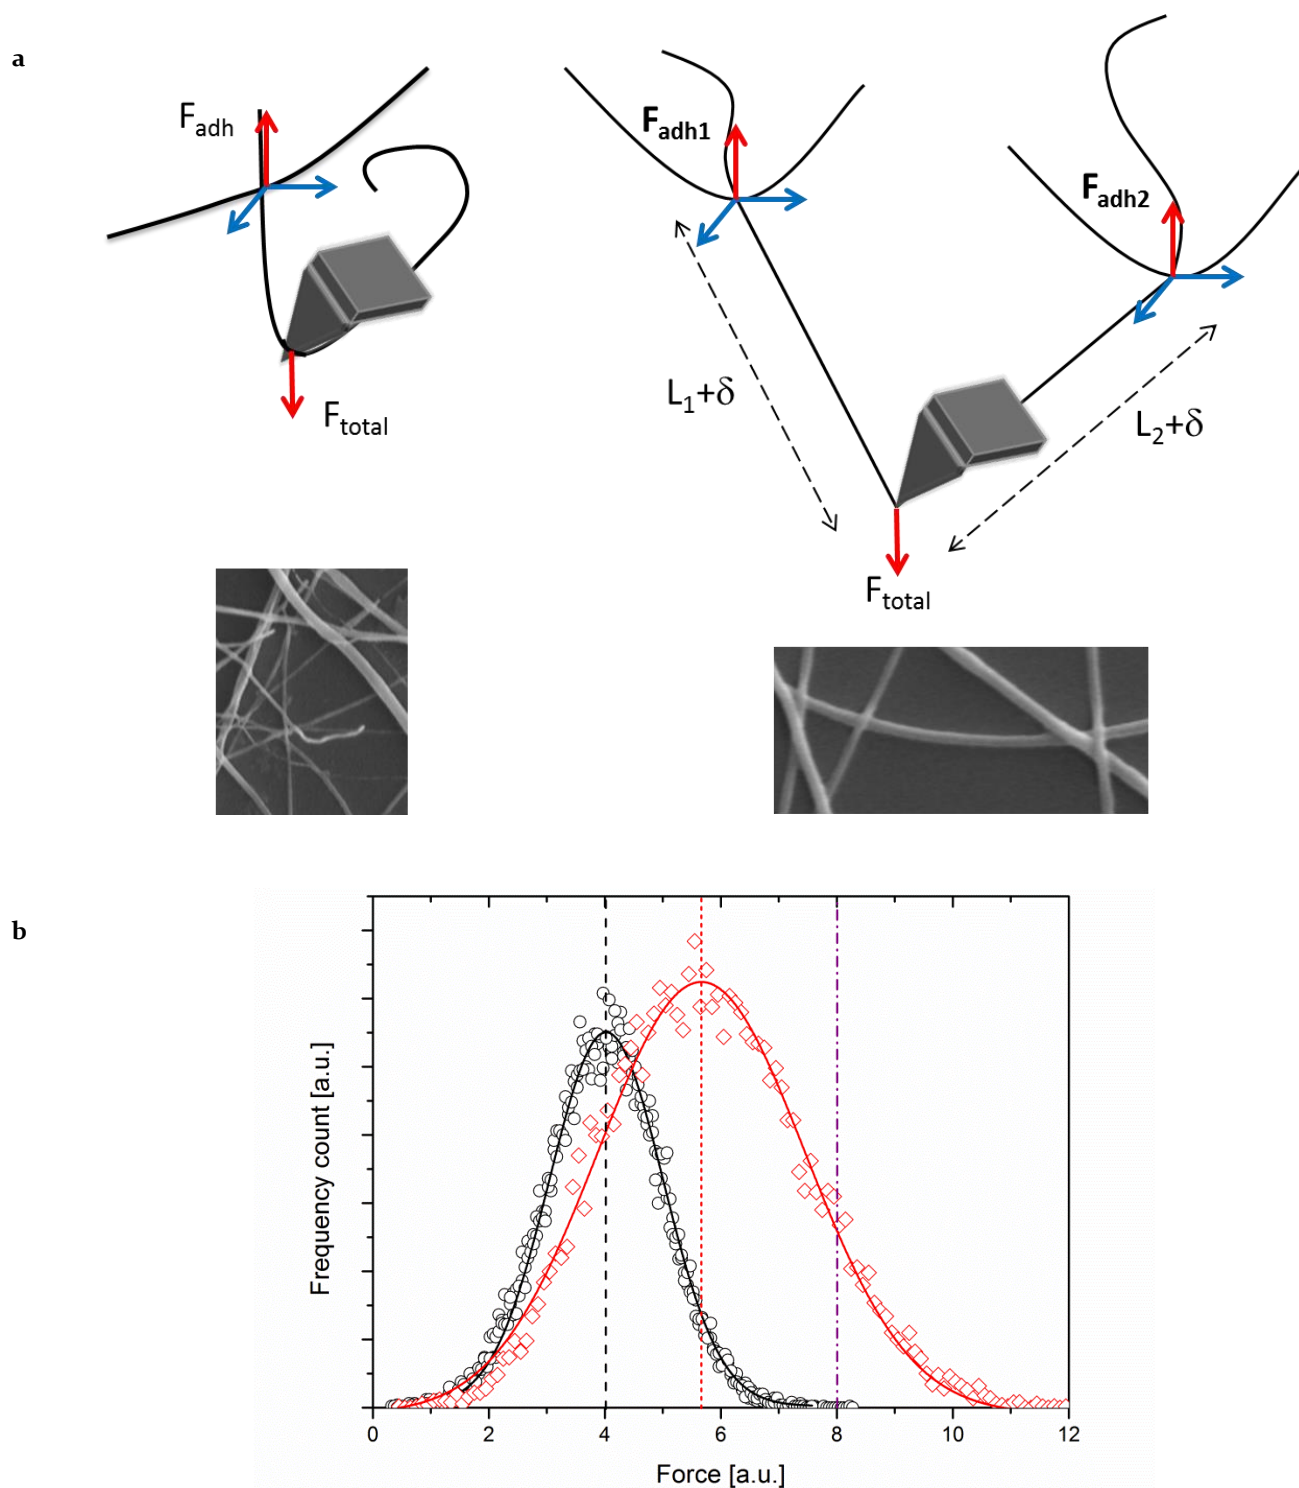 a
F_adh
F_total
F_adh1
F_adh2
L_1+δ
L_2+δ
F_total
b
Frequency count [a.u.]
0 2 4 6 8 10 12
Force [a.u.]